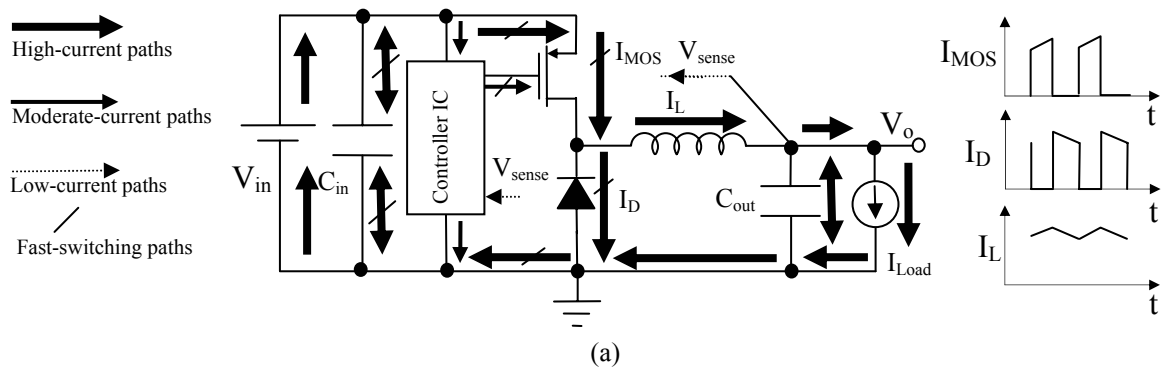 High-current paths
Moderate-current paths
Low-current paths
Fast-switching paths
V_in
C_in
Controller IC
V_sense
I_MOS
V_sense
I_L
I_D
V_o
C_out
I_Load
I_MOS
t
I_D
t
I_L
t
(a)